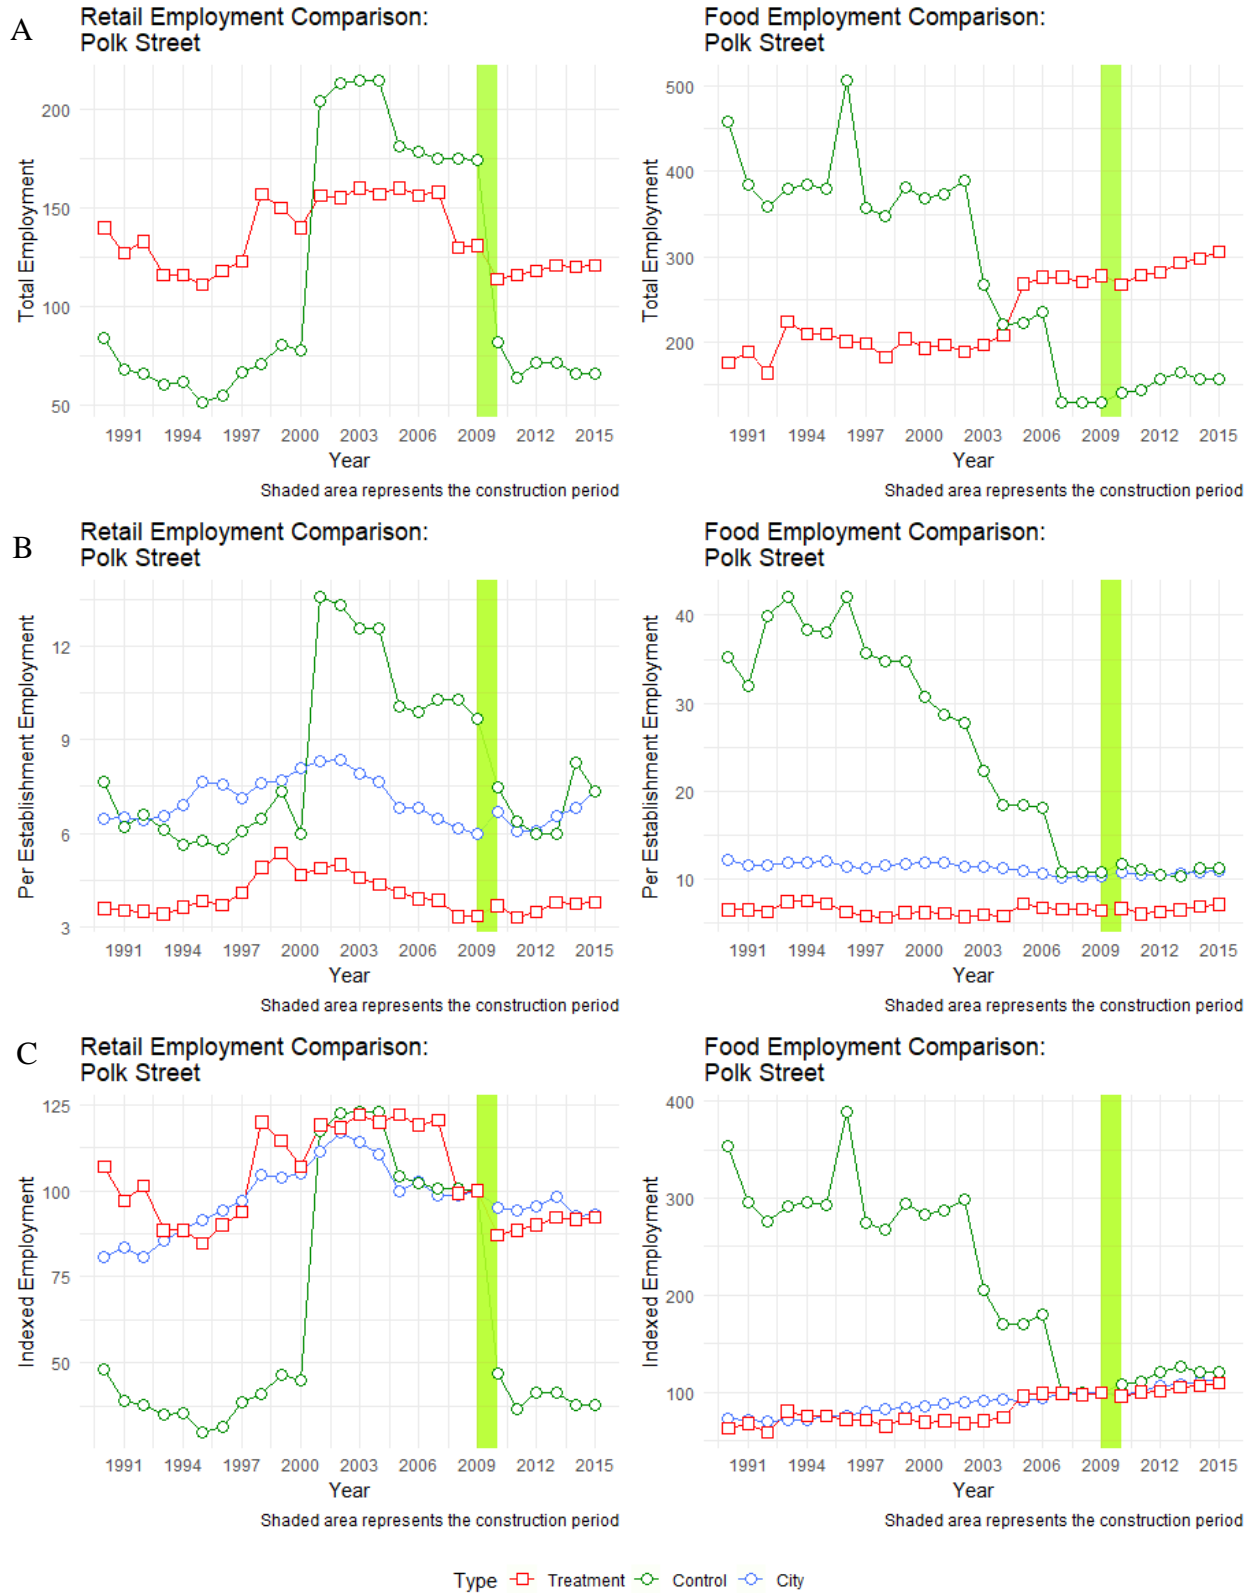 A
Retail Employment Comparison:
Polk Street
Total Employment
200
150
100
50
1991 1994 1997 2000 2003 2006 2009 2012 2015
Year
Shaded area represents the construction period
Food Employment Comparison:
Polk Street
Total Employment
500
400
300
200
1991 1994 1997 2000 2003 2006 2009 2012 2015
Year
Shaded area represents the construction period
B
Retail Employment Comparison:
Polk Street
Per Establishment Employment
12
9
6
3
1991 1994 1997 2000 2003 2006 2009 2012 2015
Year
Shaded area represents the construction period
Food Employment Comparison:
Polk Street
Per Establishment Employment
40
30
20
10
1991 1994 1997 2000 2003 2006 2009 2012 2015
Year
Shaded area represents the construction period
C
Retail Employment Comparison:
Polk Street
Indexed Employment
125
100
75
50
1991 1994 1997 2000 2003 2006 2009 2012 2015
Year
Shaded area represents the construction period
Food Employment Comparison:
Polk Street
Indexed Employment
400
300
200
100
1991 1994 1997 2000 2003 2006 2009 2012 2015
Year
Shaded area represents the construction period
Type Treatment Control City